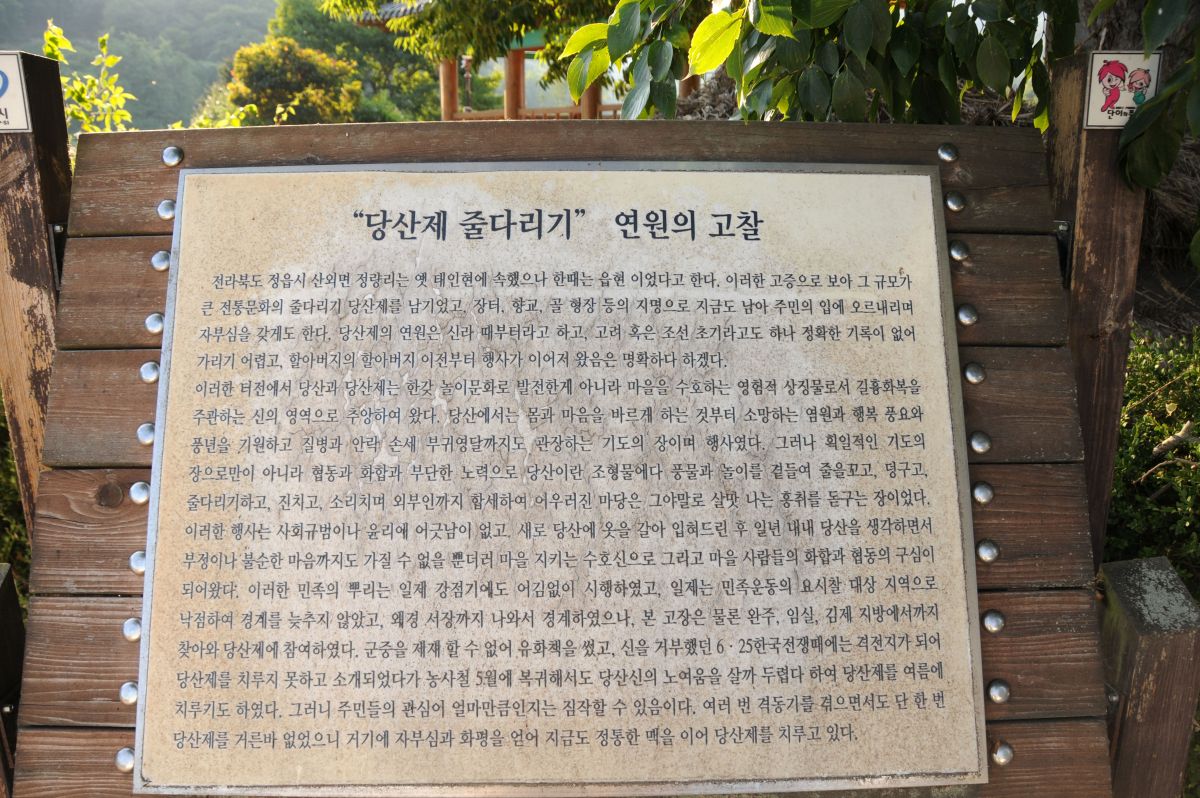 “당산제 줄다리기” 연원의 고찰
전라북도 정읍시 산외면 정량리는 옛 태인현에 속했으나 한때는 읍현 이었다고 한다. 이러한 고증으로 보아 그 규모가
큰 전통문화의 줄다리기 당산제를 남기었고, 장터, 향교, 골 형장 등의 지명으로 지금도 남아 주민의 입에 오르내리며
자부심을 갖게도 한다. 당산제의 역원은 신라 때부터라고 하고, 고려 혹은 조선 초기라고도 하나 정확한 기록이 없어
가리기 어렵고, 할아버지의 할아버지 이전부터 행사가 이어저 왔음은 명확하다 하겠다.
이러한 터전에서 당산과 당산제는 한갓 놀이문화로 발전한게 아니라 마을을 수호하는 영험적 상징물로서 길흉화복을
주관하는 신의 영역으로 추앙하여 왔다. 당산에서는 몸과 마음을 바르게 하는 것부터 소망하는 염원과 행복 풍요와
풍년을 기원하고 질병과 안락 손세 부귀영달까지도 관장하는 기도의 장이며 행사였다. 그러나 획일적인 기도의
장으로만이 아니라 협동과 화합과 부단한 노력으로 당산이란 조형물에다 풍물과 놀이를 곁들여 줄을꼬고, 덩구고,
줄다리기하고, 진치고, 소리치며 외부인까지 합세하여 어우러진 마당은 그야말로 살맛 나는 흥취를 돋구는 장이었다.
이러한 행사는 사회규범이나 윤리에 어긋남이 없고, 새로 당산에 옷을 갈아 입혀드린 후 일년 내내 당산을 생각하면서
부정이나 불순한 마음까지도 가질 수 없을 뿐더러 마을 지키는 수호신으로 그리고 마을 사람들의 화합과 협동의 구심이
되어왔다. 이러한 민족의 뿌리는 일제 강점기에도 어김없이 시행하였고, 일제는 민족운동의 요시찰 대상 지역으로
낙점하여 경계를 늦추지 않았고, 왜경 서장까지 나와서 경계하였으나, 본 고장은 물론 완주, 임실, 김제 지방에서까지
찾아와 당산제에 참여하였다. 군중을 제재 할 수 없어 유화책을 썼고, 신을 거부했던 6·25한국전쟁때에는 격전지가 되어
당산제를 치루지 못하고 소개되었다가 농사철 5월에 복귀해서도 당산신의 노여움을 살까 두렵다 하여 당산제를 여름에
치루기도 하였다. 그러니 주민들의 관심이 얼마만큼인지는 짐작할 수 있음이다. 여러 번 격동기를 겪으면서도 단 한 번
당산제를 거른바 없었으니 거기에 자부심과 화평을 얻어 지금도 정통한 맥을 이어 당산제를 치루고 있다.